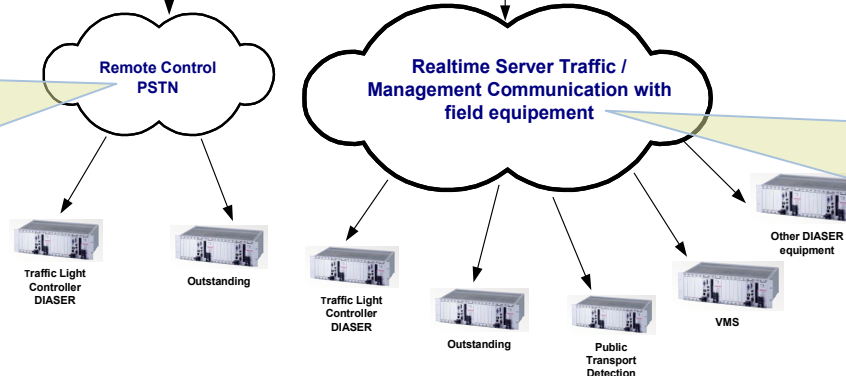 Remote Control
PSTN
Realtime Server Traffic /
Management Communication with
field equipement
Traffic Light
Controller
DIASER
Outstanding
Traffic Light
Controller
DIASER
Outstanding
Public
Transport
Detection
VMS
Other DIASER
equipment